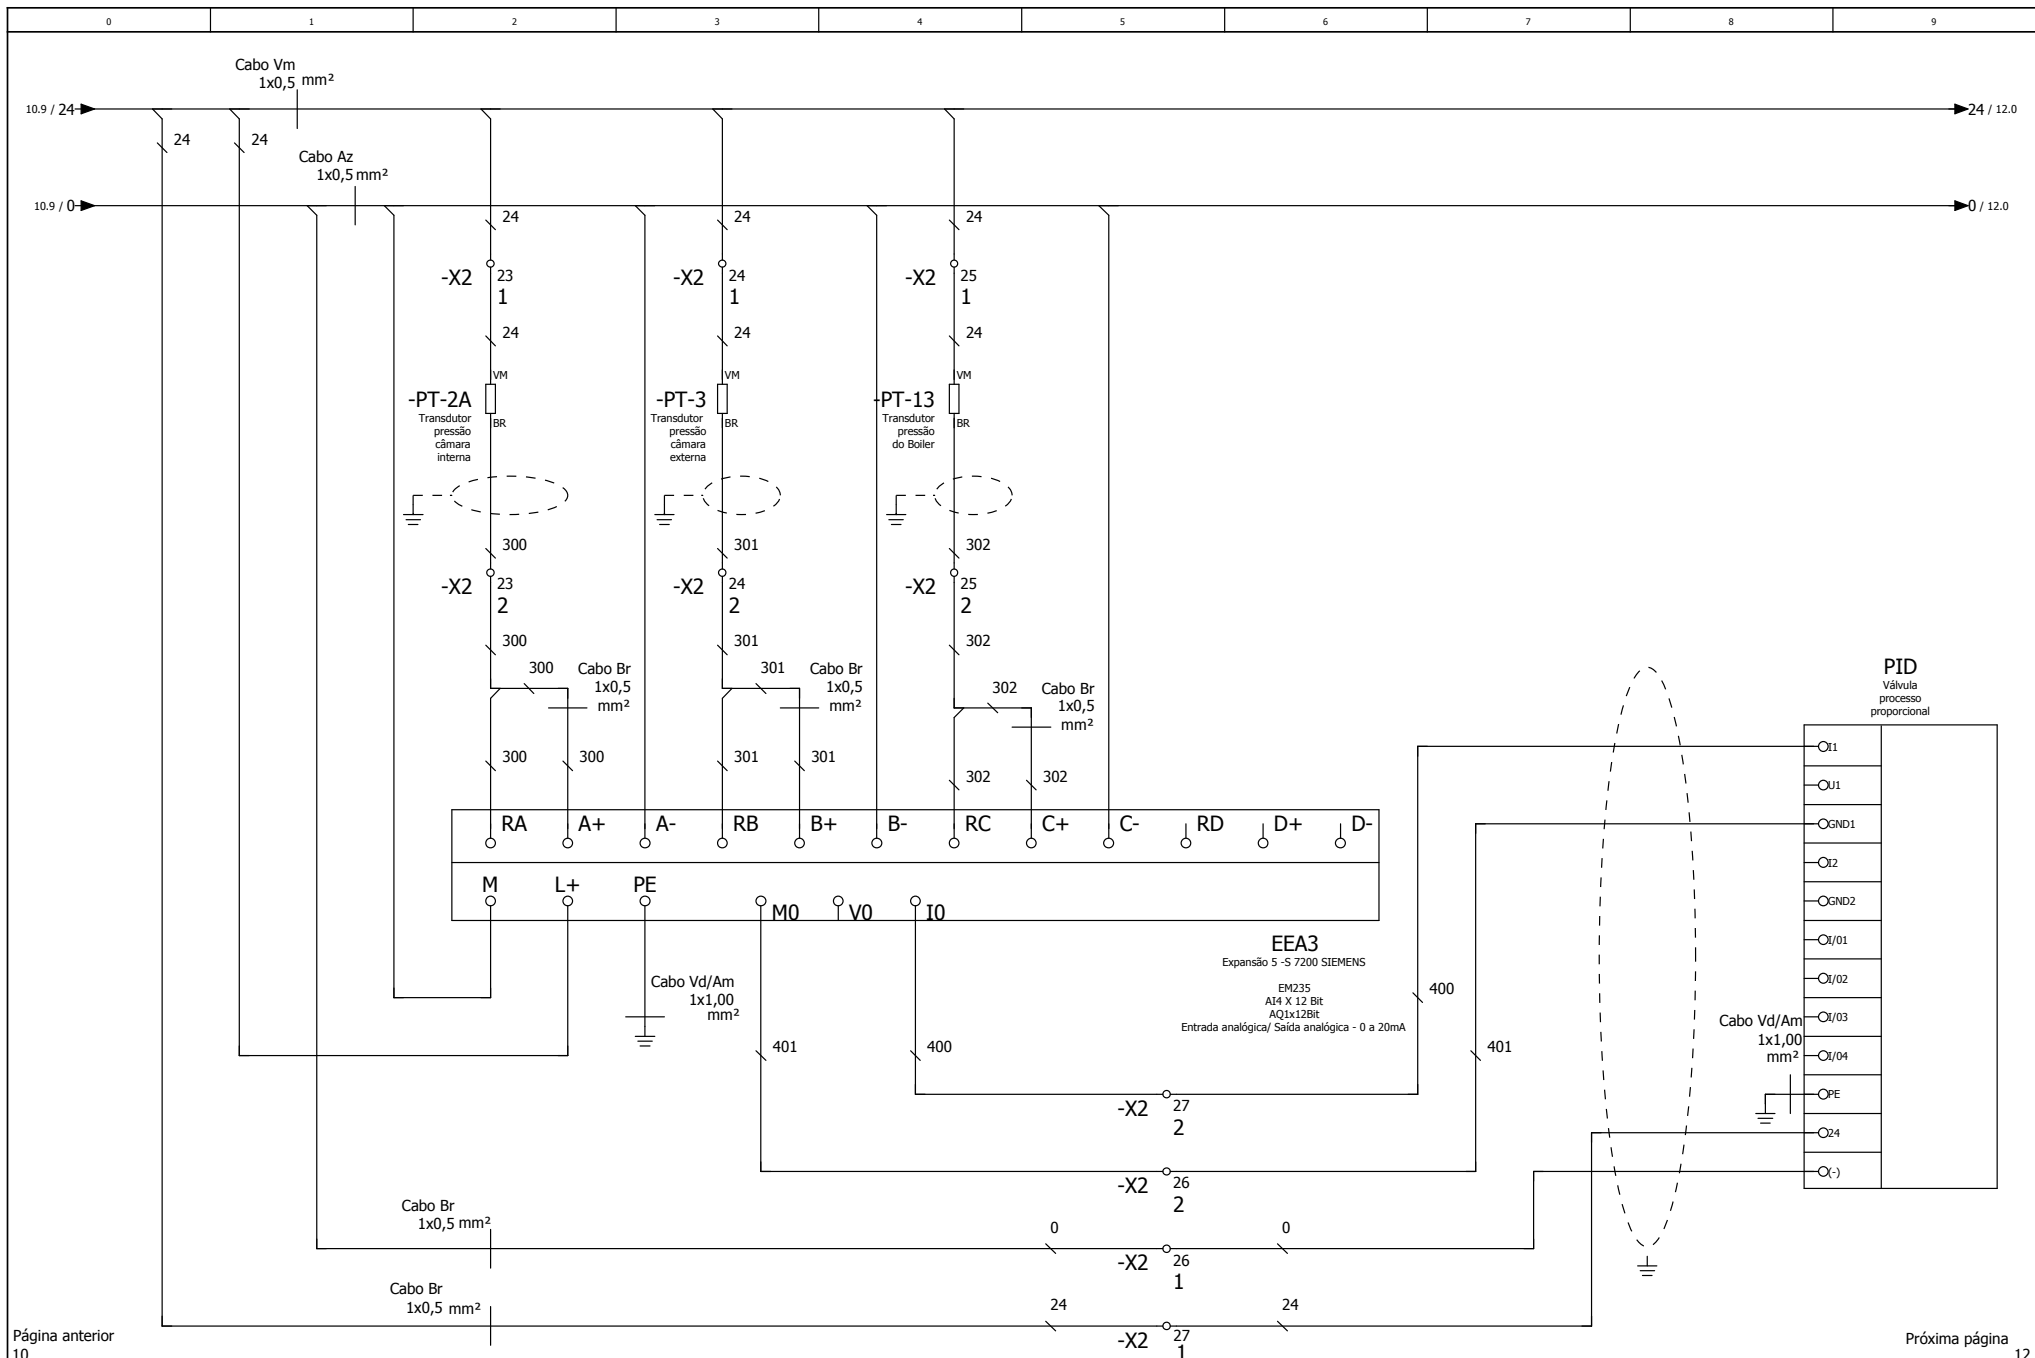 0 1 2 3 4 5 6 7 8 9
Cabo Vm
1x0,5 mm²
10.9 / 24
24 / 12.0
24 24
Cabo Az
1x0,5 mm²
10.9 / 0
0 / 12.0
24 24 24
-X2 23 1
-X2 24 1
-X2 25 1
24 24 24
VM VM VM
-PT-2A
Transdutor
pressão
câmara
interna
BR
-PT-3
Transdutor
pressão
câmara
externa
BR
-PT-13
Transdutor
pressão
do Boiler
BR
300 301 302
-X2 23 2
-X2 24 2
-X2 25 2
300 301 302
300 Cabo Br
1x0,5
mm²
301 Cabo Br
1x0,5
mm²
302 Cabo Br
1x0,5
mm²
300 300 301 301 302 302
RA A+ A- RB B+ B- RC C+ C- RD D+ D-
M L+ PE M0 V0 I0
EEA3
Expansão 5 -S 7200 SIEMENS
EM235
AI4 X 12 Bit
AQ1x12Bit
Entrada analógica/ Saída analógica - 0 a 20mA
Cabo Vd/Am
1x1,00
mm²
401 400 400 401
PID
Válvula
processo
proporcional
I1
U1
GND1
I2
GND2
I/01
I/02
I/03
I/04
PE
24
(-)
Cabo Vd/Am
1x1,00
mm²
-X2 27 2
-X2 26 2
Cabo Br
1x0,5 mm²
0 0
-X2 26 1
Cabo Br
1x0,5 mm²
24 24
-X2 27 1
Página anterior
10
Próxima página
12